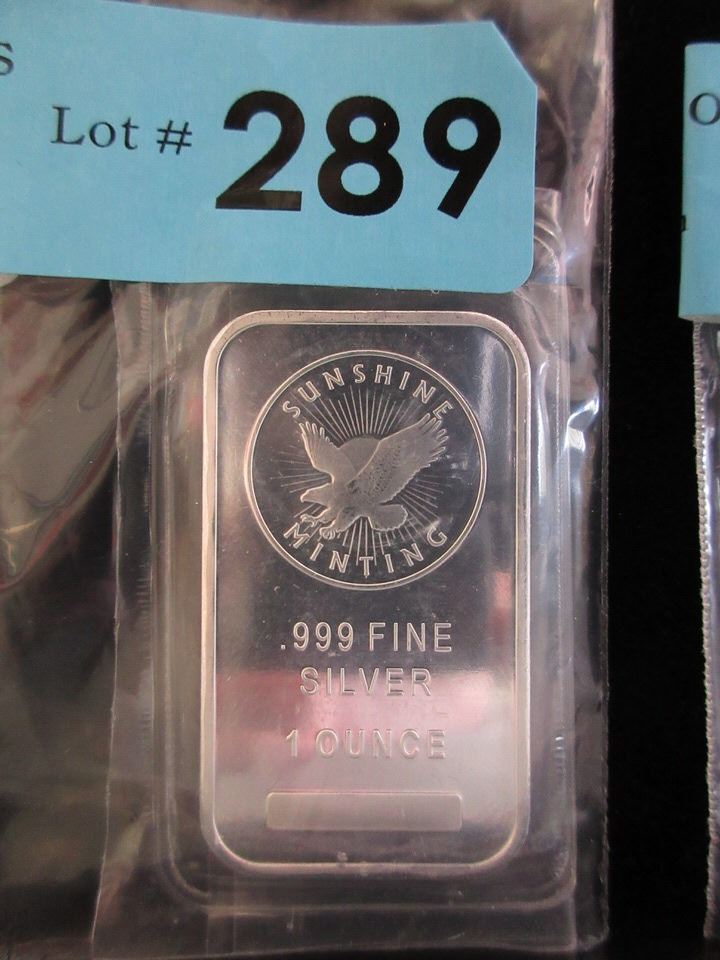 S
Lot # 289
O
SUNSHINE
MINTING
.999 FINE
SILVER
1 OUNCE